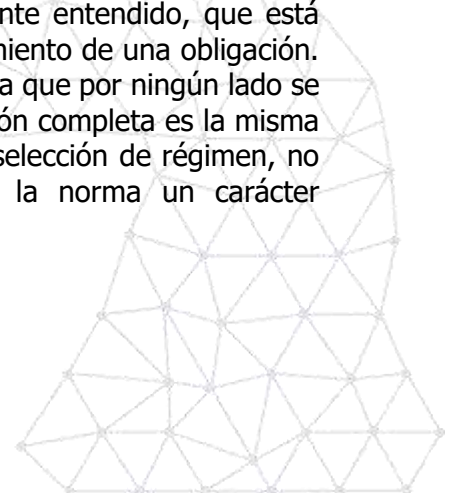 nte entendido, que está
miento de una obligación.
a que por ningún lado se
ón completa es la misma
selección de régimen, no
la norma un carácter